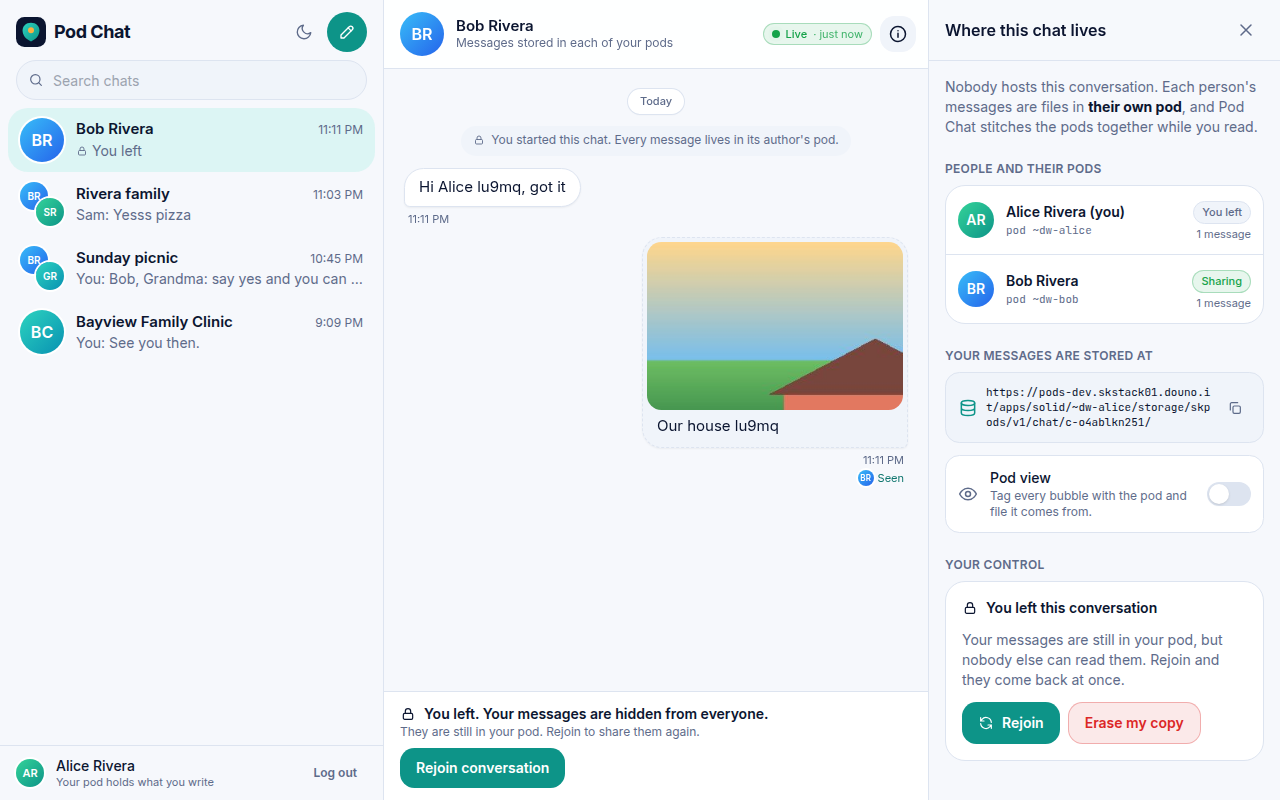 Pod Chat
Search chats
BR
Bob Rivera
11:11 PM
You left
BR
SR
Rivera family
11:03 PM
Sam: Yesss pizza
BR
GR
Sunday picnic
10:45 PM
You: Bob, Grandma: say yes and you can ...
BC
Bayview Family Clinic
9:09 PM
You: See you then.
AR
Alice Rivera
Your pod holds what you write
Log out
BR
Bob Rivera
Messages stored in each of your pods
Live · just now
Today
You started this chat. Every message lives in its author's pod.
Hi Alice lu9mq, got it
11:11 PM
Our house lu9mq
11:11 PM
BR Seen
You left. Your messages are hidden from everyone.
They are still in your pod. Rejoin to share them again.
Rejoin conversation
Where this chat lives
Nobody hosts this conversation. Each person's
messages are files in their own pod, and Pod
Chat stitches the pods together while you read.
PEOPLE AND THEIR PODS
AR
Alice Rivera (you)
pod ~dw-alice
You left
1 message
BR
Bob Rivera
pod ~dw-bob
Sharing
1 message
YOUR MESSAGES ARE STORED AT
https://pods-dev.skstack01.douno.i
t/apps/solid/~dw-alice/storage/skp
ods/v1/chat/c-o4ablkn251/
Pod view
Tag every bubble with the pod and
file it comes from.
YOUR CONTROL
You left this conversation
Your messages are still in your pod, but
nobody else can read them. Rejoin and
they come back at once.
Rejoin
Erase my copy